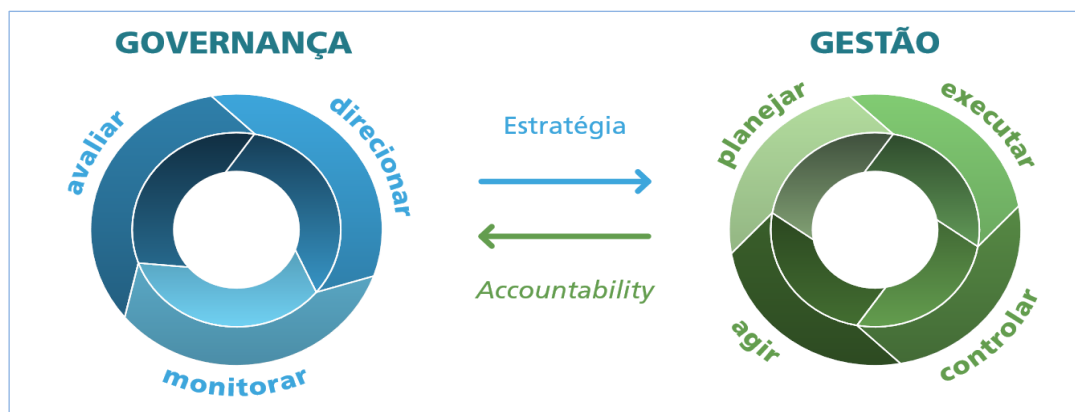 GOVERNANÇA
avaliar
direcionar
monitorar
Estratégia
Accountability
GESTÃO
planejar
executar
controlar
agir